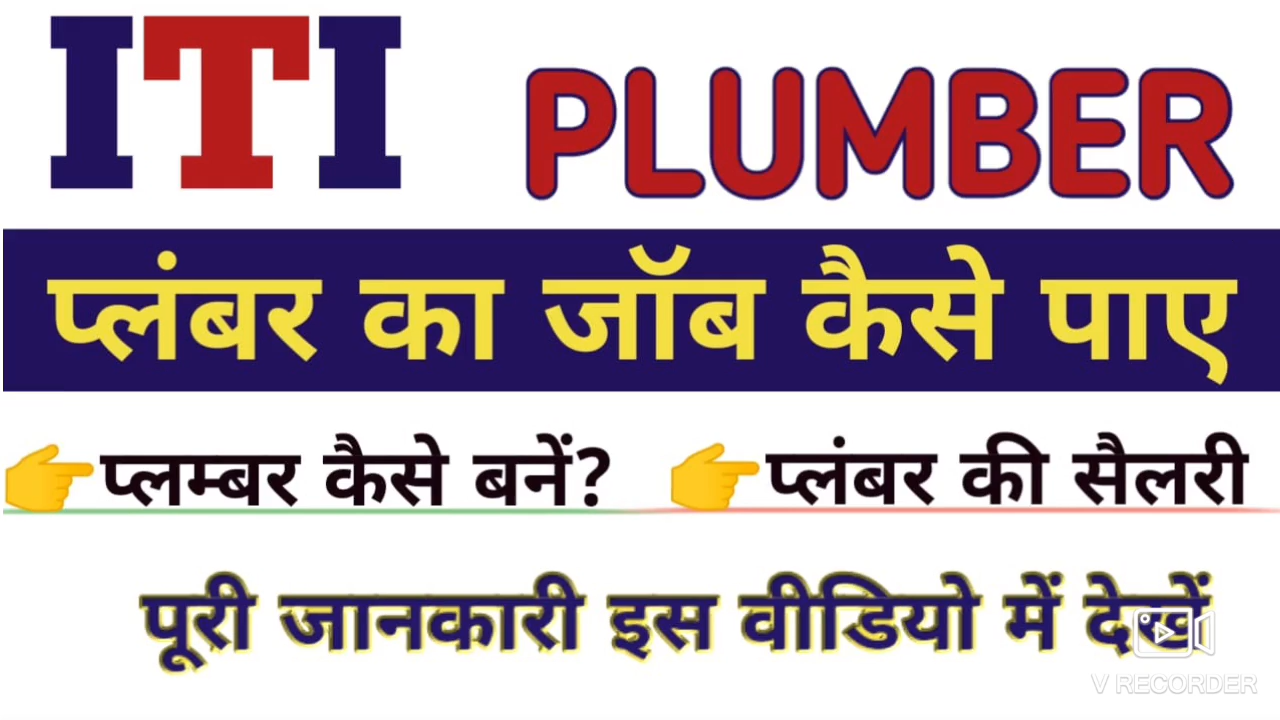 ITI PLUMBER
प्लंबर का जॉब कैसे पाए
👉प्लम्बर कैसे बनें? 👉प्लंबर की सैलरी
पूरी जानकारी इस वीडियो में देखें
V RECORDER